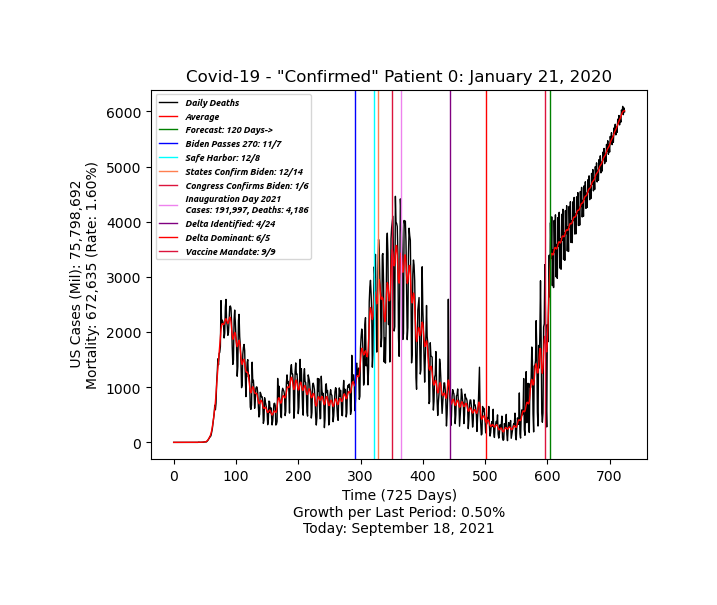 Covid-19 - "Confirmed" Patient 0: January 21, 2020
US Cases (Mil): 75,798,692
Mortality: 672,635 (Rate: 1.60%)
6000
5000
4000
3000
2000
1000
0
Daily Deaths
Average
Forecast: 120 Days->
Biden Passes 270: 11/7
Safe Harbor: 12/8
States Confirm Biden: 12/14
Congress Confirms Biden: 1/6
Inauguration Day 2021
Cases: 191,997, Deaths: 4,186
Delta Identified: 4/24
Delta Dominant: 6/5
Vaccine Mandate: 9/9
0 100 200 300 400 500 600 700
Time (725 Days)
Growth per Last Period: 0.50%
Today: September 18, 2021